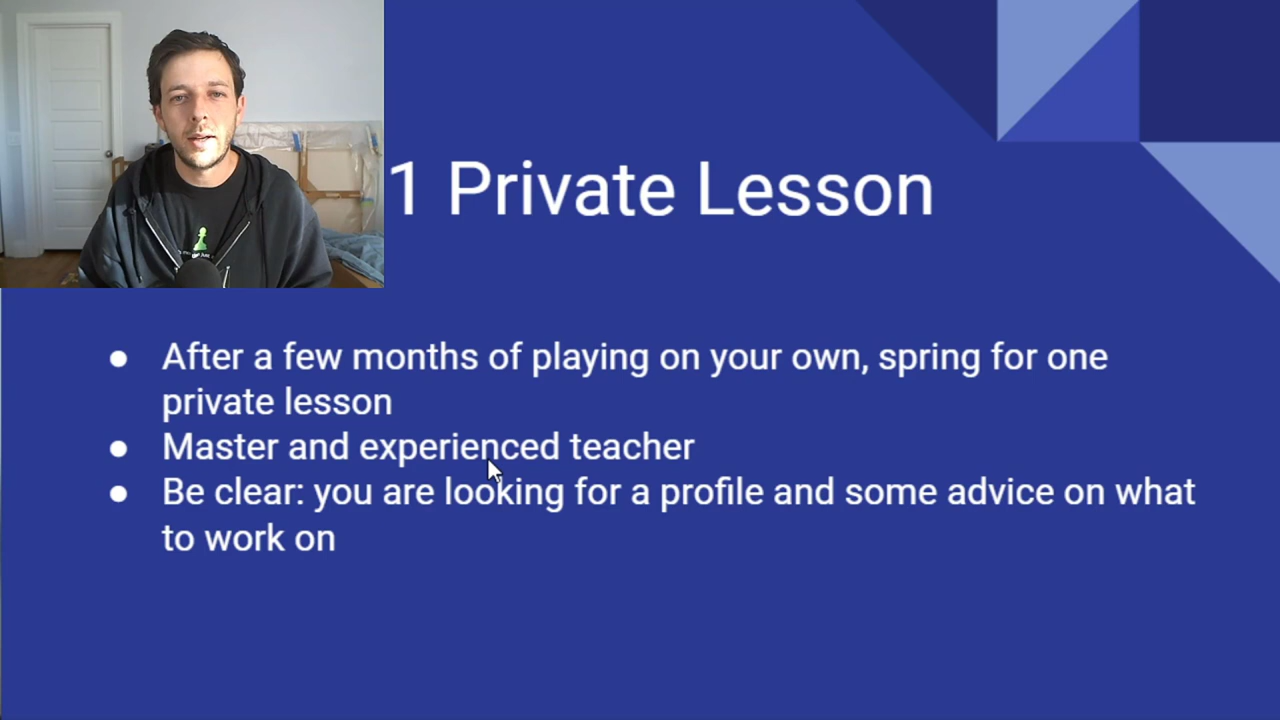 1 Private Lesson
● After a few months of playing on your own, spring for one
private lesson
● Master and experienced teacher
● Be clear: you are looking for a profile and some advice on what
to work on